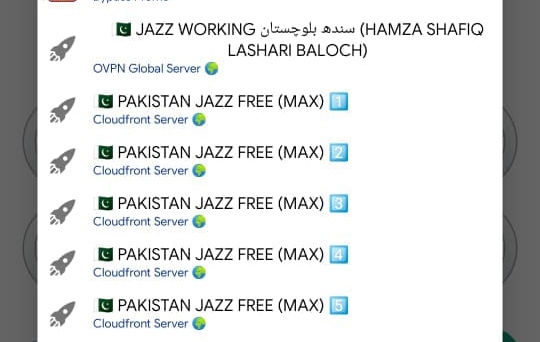 🇵🇰 JAZZ WORKING سندھ بلوچستان (HAMZA SHAFIQ
LASHARI BALOCH)
OVPN Global Server 🌍
🇵🇰 PAKISTAN JAZZ FREE (MAX) 1️⃣
Cloudfront Server 🌍
🇵🇰 PAKISTAN JAZZ FREE (MAX) 2️⃣
Cloudfront Server 🌍
🇵🇰 PAKISTAN JAZZ FREE (MAX) 3️⃣
Cloudfront Server 🌍
🇵🇰 PAKISTAN JAZZ FREE (MAX) 4️⃣
Cloudfront Server 🌍
🇵🇰 PAKISTAN JAZZ FREE (MAX) 5️⃣
Cloudfront Server 🌍